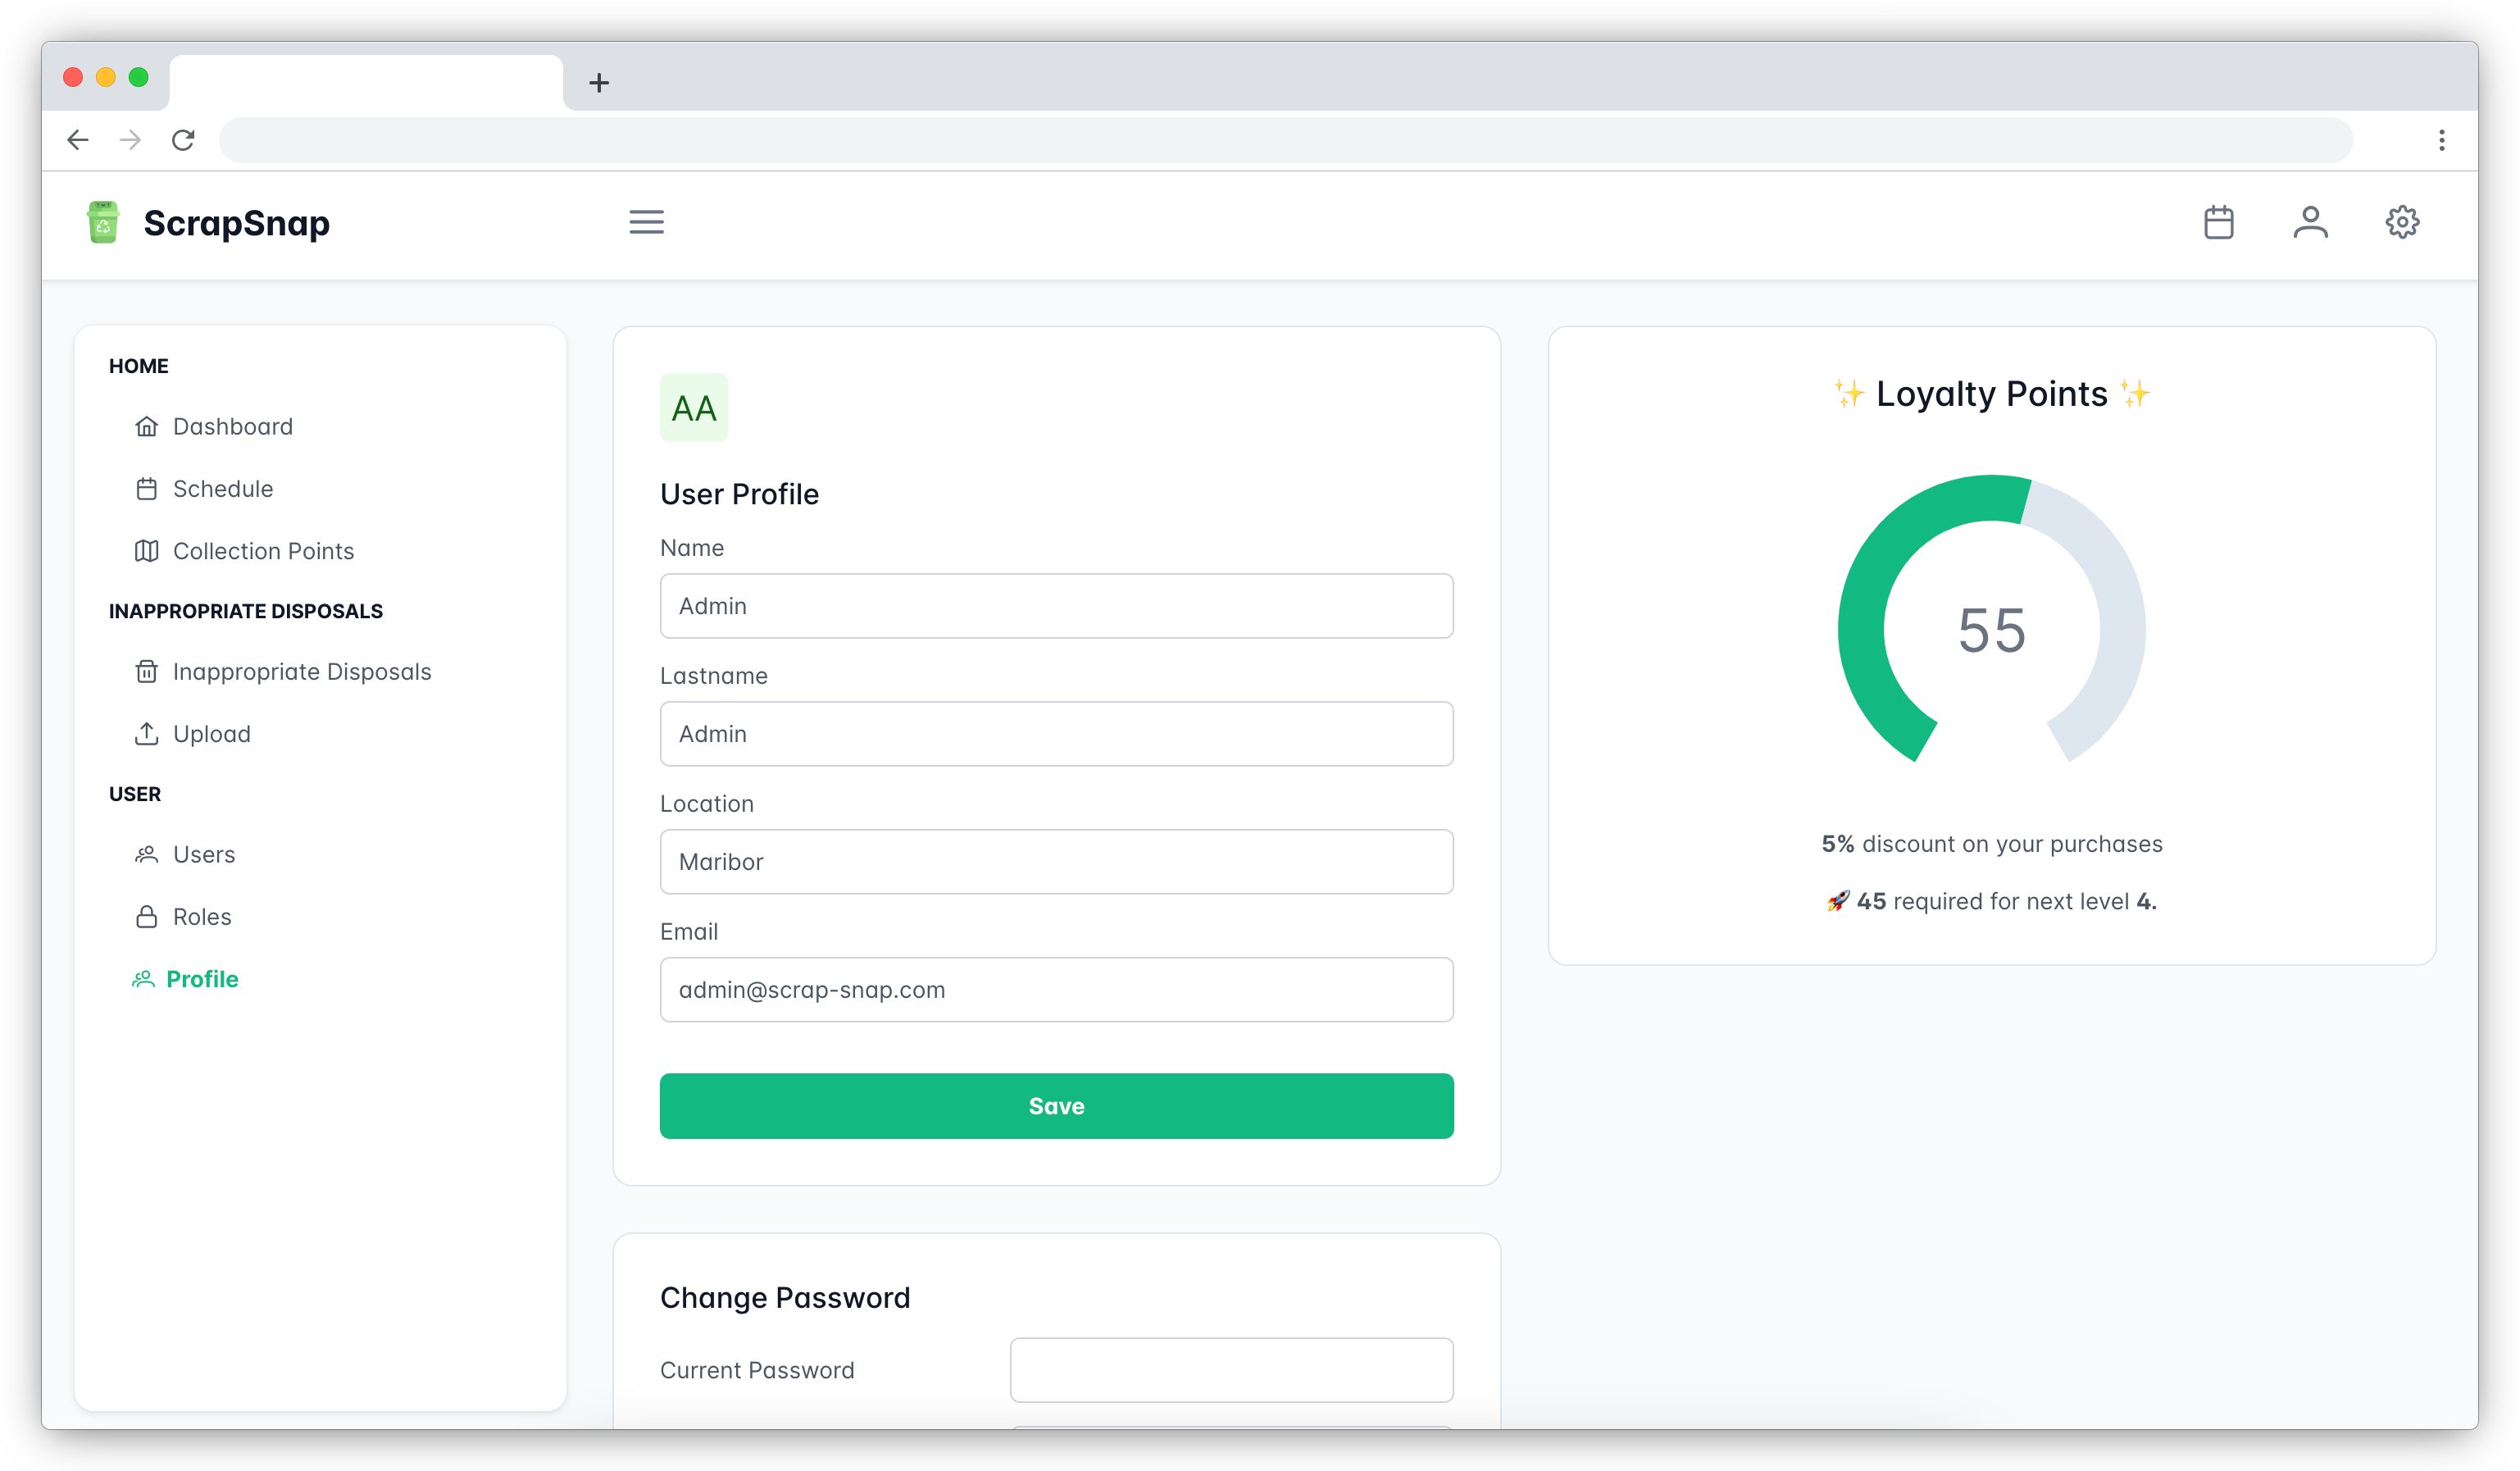 ScrapSnap
HOME
Dashboard
Schedule
Collection Points
INAPPROPRIATE DISPOSALS
Inappropriate Disposals
Upload
USER
Users
Roles
Profile
AA
User Profile
Name
Admin
Lastname
Admin
Location
Maribor
Email
admin@scrap-snap.com
Save
Change Password
Current Password
✨ Loyalty Points ✨
55
5% discount on your purchases
🚀 45 required for next level 4.